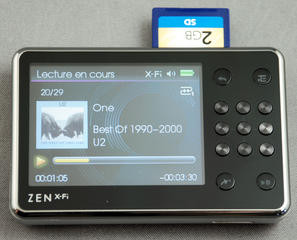 2GB
SD
Lecture en cours X-Fi
20/29
U2
One
Best Of 1990-2000
U2
00:01:05 -00:03:30
ZEN X-Fi